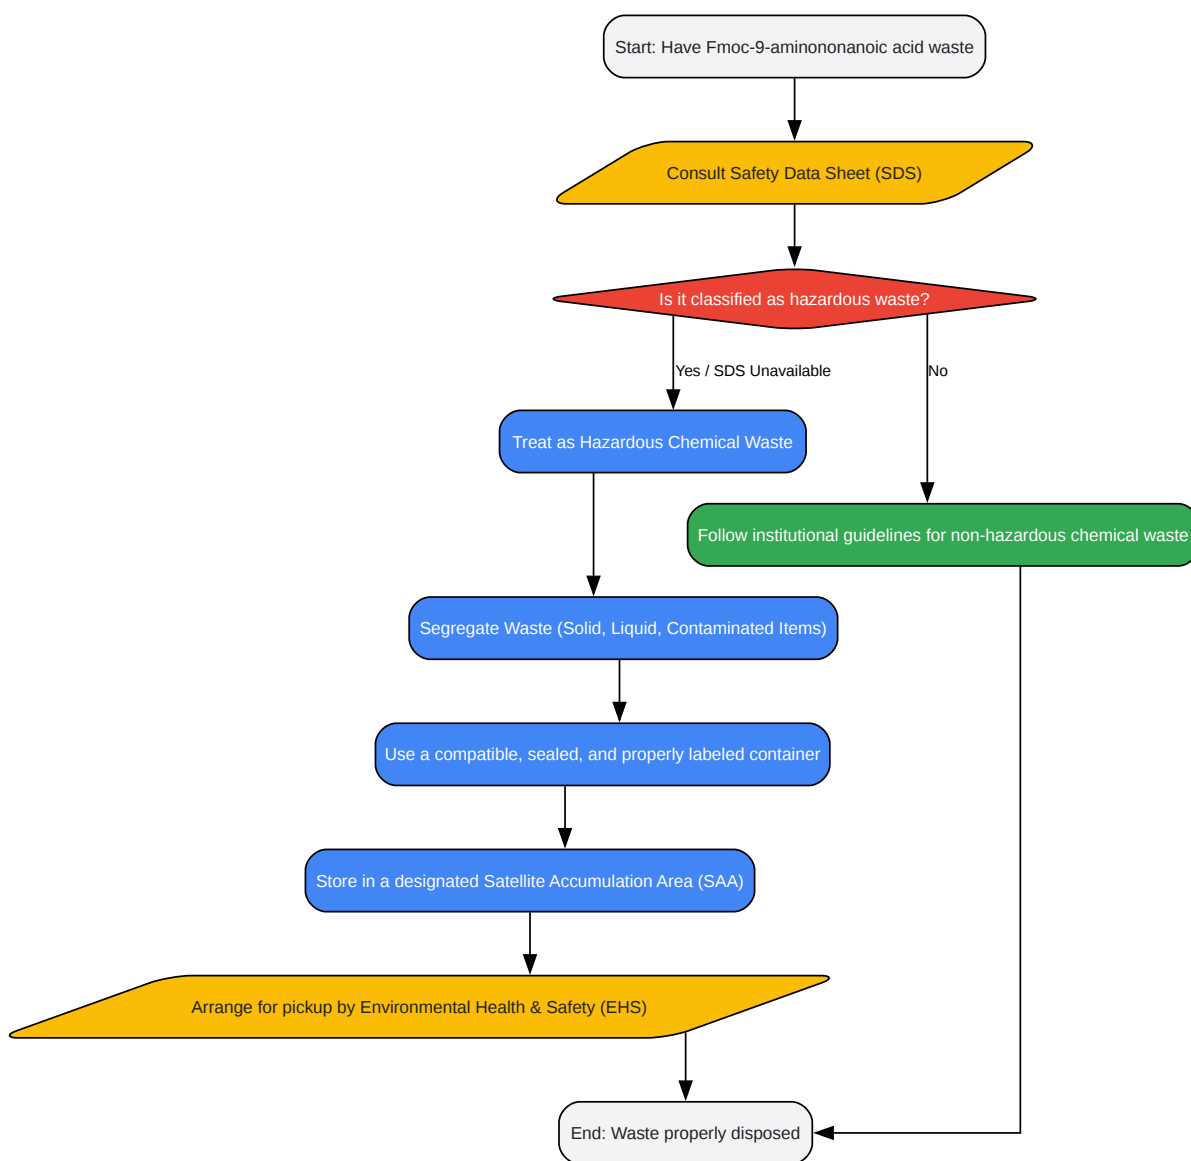 Start: Have Fmoc-9-aminononanoic acid waste
Consult Safety Data Sheet (SDS)
Is it classified as hazardous waste?
Yes / SDS Unavailable
No
Treat as Hazardous Chemical Waste
Follow institutional guidelines for non-hazardous chemical waste
Segregate Waste (Solid, Liquid, Contaminated Items)
Use a compatible, sealed, and properly labeled container
Store in a designated Satellite Accumulation Area (SAA)
Arrange for pickup by Environmental Health & Safety (EHS)
End: Waste properly disposed